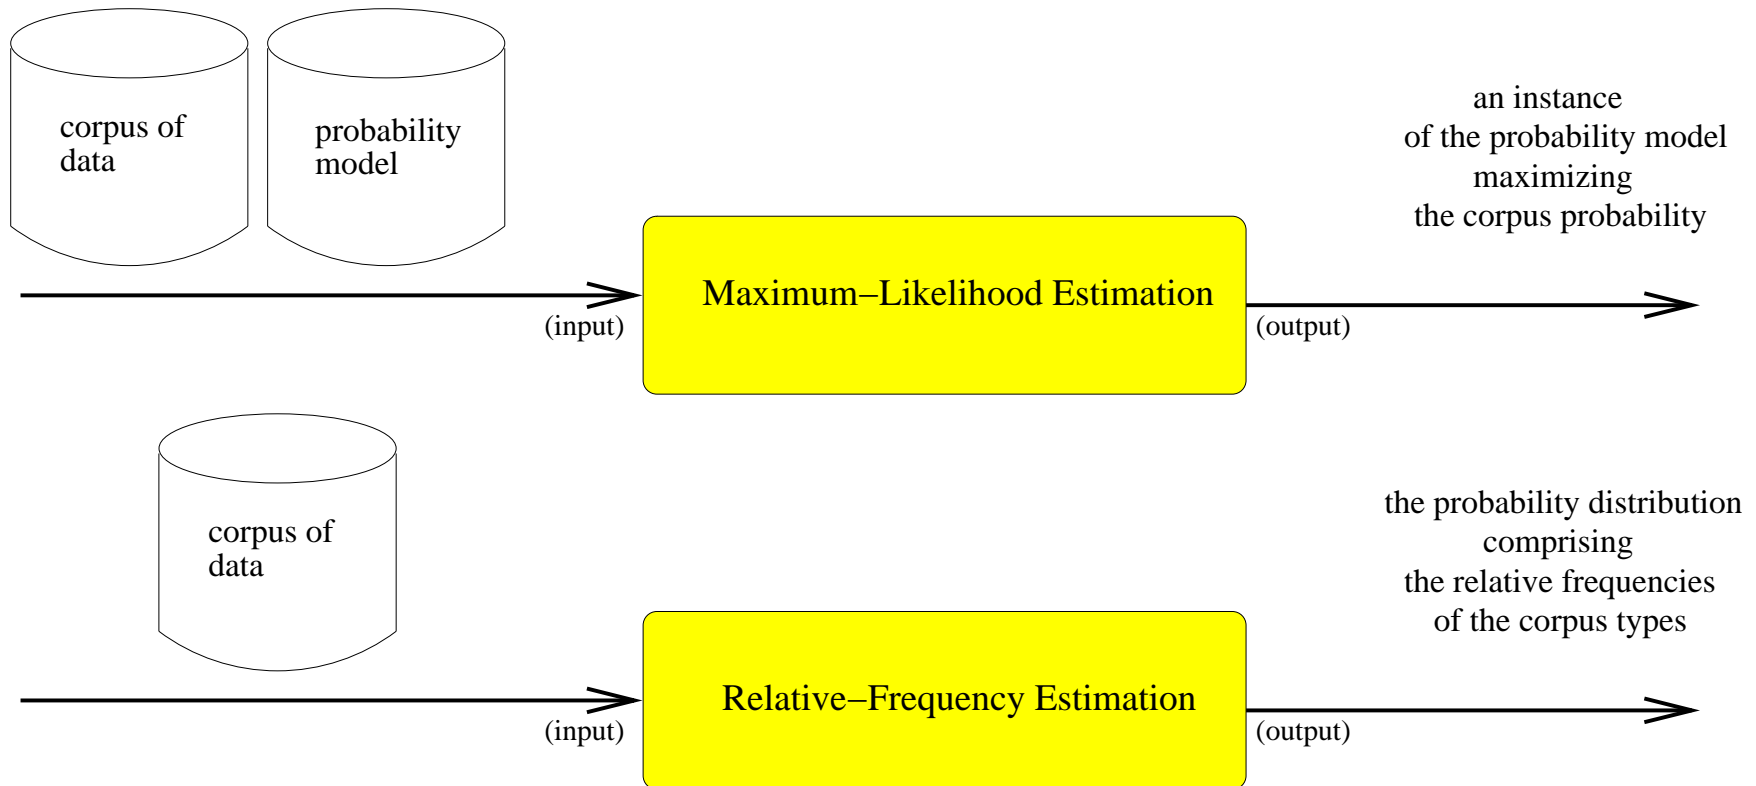 corpus of
data
probability
model
(input)
Maximum−Likelihood Estimation
(output)
an instance
of the probability model
maximizing
the corpus probability
corpus of
data
(input)
Relative−Frequency Estimation
(output)
the probability distribution
comprising
the relative frequencies
of the corpus types